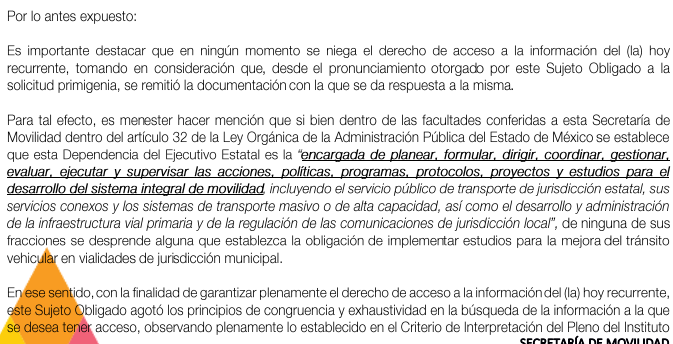 Por lo antes expuesto:
Es importante destacar que en ningún momento se niega el derecho de acceso a la información del (la) hoy
recurrente, tomando en consideración que, desde el pronunciamiento otorgado por este Sujeto Obligado a la
solicitud primigenia, se remitió la documentación con la que se da respuesta a la misma.
Para tal efecto, es menester hacer mención que si bien dentro de las facultades conferidas a esta Secretaría de
Movilidad dentro del artículo 32 de la Ley Orgánica de la Administración Pública del Estado de México se establece
que esta Dependencia del Ejecutivo Estatal es la “encargada de planear, formular, dirigir, coordinar, gestionar,
evaluar, ejecutar y supervisar las acciones, políticas, programas, protocolos, proyectos y estudios para el
desarrollo del sistema integral de movilidad, incluyendo el servicio público de transporte de jurisdicción estatal, sus
servicios conexos y los sistemas de transporte masivo o de alta capacidad, así como el desarrollo y administración
de la infraestructura vial primaria y de la regulación de las comunicaciones de jurisdicción local”, de ninguna de sus
fracciones se desprende alguna que establezca la obligación de implementar estudios para la mejora del tránsito
vehicular en vialidades de jurisdicción municipal.
En ese sentido, con la finalidad de garantizar plenamente el derecho de acceso a la información del (la) hoy recurrente,
este Sujeto Obligado agotó los principios de congruencia y exhaustividad en la búsqueda de la información a la que
se desea tener acceso, observando plenamente lo establecido en el Criterio de Interpretación del Pleno del Instituto
SECRETARÍA DE MOVILIDAD